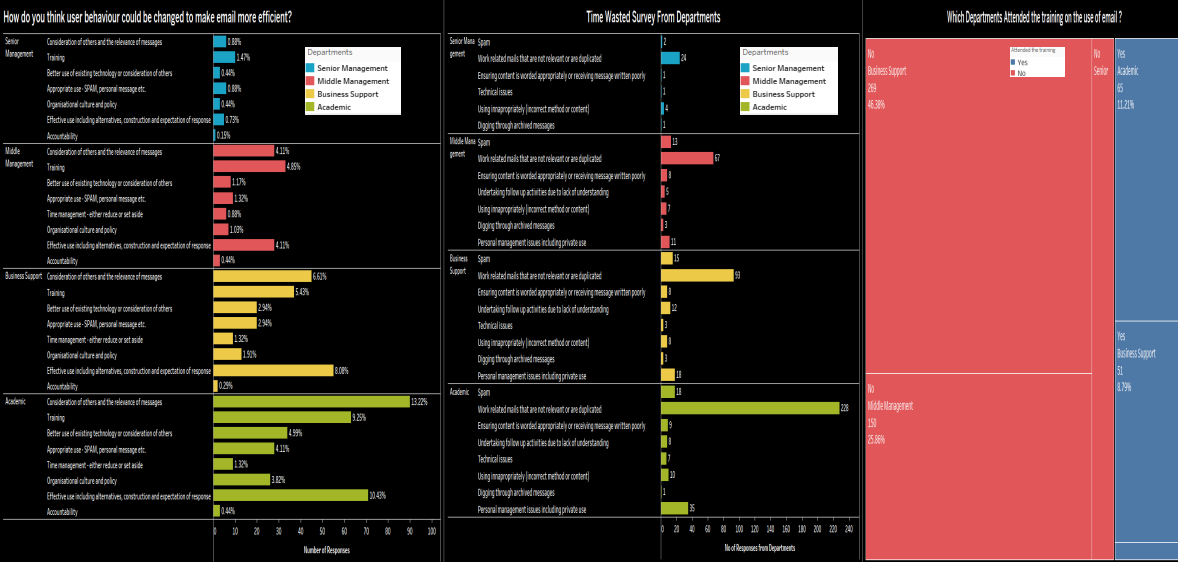 How do you think user behaviour could be changed to make email more efficient?
Senior Management
Consideration of others and the relevance of messages 0.88%
Training 1.47%
Better use of existing technology or consideration of others 0.44%
Appropriate use - SPAM, personal message etc. 0.88%
Organisational culture and policy 0.44%
Effective use including alternatives, construction and expectation of response 0.73%
Accountability 0.15%
Departments
Senior Management
Middle Management
Business Support
Academic
Middle Management
Consideration of others and the relevance of messages 4.11%
Training 4.85%
Better use of existing technology or consideration of others 1.17%
Appropriate use - SPAM, personal message etc. 1.32%
Time management - either reduce or set aside 0.88%
Organisational culture and policy 1.03%
Effective use including alternatives, construction and expectation of response 4.11%
Accountability 0.44%
Business Support
Consideration of others and the relevance of messages 6.61%
Training 5.43%
Better use of existing technology or consideration of others 2.94%
Appropriate use - SPAM, personal message etc. 2.94%
Time management - either reduce or set aside 1.32%
Organisational culture and policy 1.91%
Effective use including alternatives, construction and expectation of response 8.08%
Accountability 0.29%
Academic
Consideration of others and the relevance of messages 13.22%
Training 9.25%
Better use of existing technology or consideration of others 4.99%
Appropriate use - SPAM, personal message etc. 4.11%
Time management - either reduce or set aside 1.32%
Organisational culture and policy 3.82%
Effective use including alternatives, construction and expectation of response 10.43%
Accountability 0.44%
0 10 20 30 40 50 60 70 80 90 100
Number of Responses
Time Wasted Survey From Departments
Senior Mana
gement
Spam 2
Work related mails that are not relevant or are duplicated 24
Ensuring content is worded appropriately or receiving message written poorly 1
Technical issues 1
Using innapropriately (incorrect method or content) 4
Digging through archived messages 1
Departments
Senior Management
Middle Management
Business Support
Academic
Middle Mana
gement
Spam 13
Work related mails that are not relevant or are duplicated 67
Ensuring content is worded appropriately or receiving message written poorly 8
Undertaking follow up activities due to lack of understanding 5
Using innapropriately (incorrect method or content) 7
Digging through archived messages 3
Personal management issues including private use 11
Business
Support
Spam 15
Work related mails that are not relevant or are duplicated 93
Ensuring content is worded appropriately or receiving message written poorly 8
Undertaking follow up activities due to lack of understanding 12
Technical issues 3
Using innapropriately (incorrect method or content) 8
Digging through archived messages 3
Personal management issues including private use 18
Academic
Spam 18
Work related mails that are not relevant or are duplicated 228
Ensuring content is worded appropriately or receiving message written poorly 9
Undertaking follow up activities due to lack of understanding 8
Technical issues 7
Using innapropriately (incorrect method or content) 10
Digging through archived messages 1
Personal management issues including private use 35
0 20 40 60 80 100 120 140 160 180 200 220 240
No of Responses from Departments
Which Departments Attended the training on the use of email ?
No
Business Support
269
46.38%
Attended the training
Yes
No
No
Senior
Yes
Academic
65
11.21%
No
Middle Management
150
25.86%
Yes
Business Support
51
8.79%